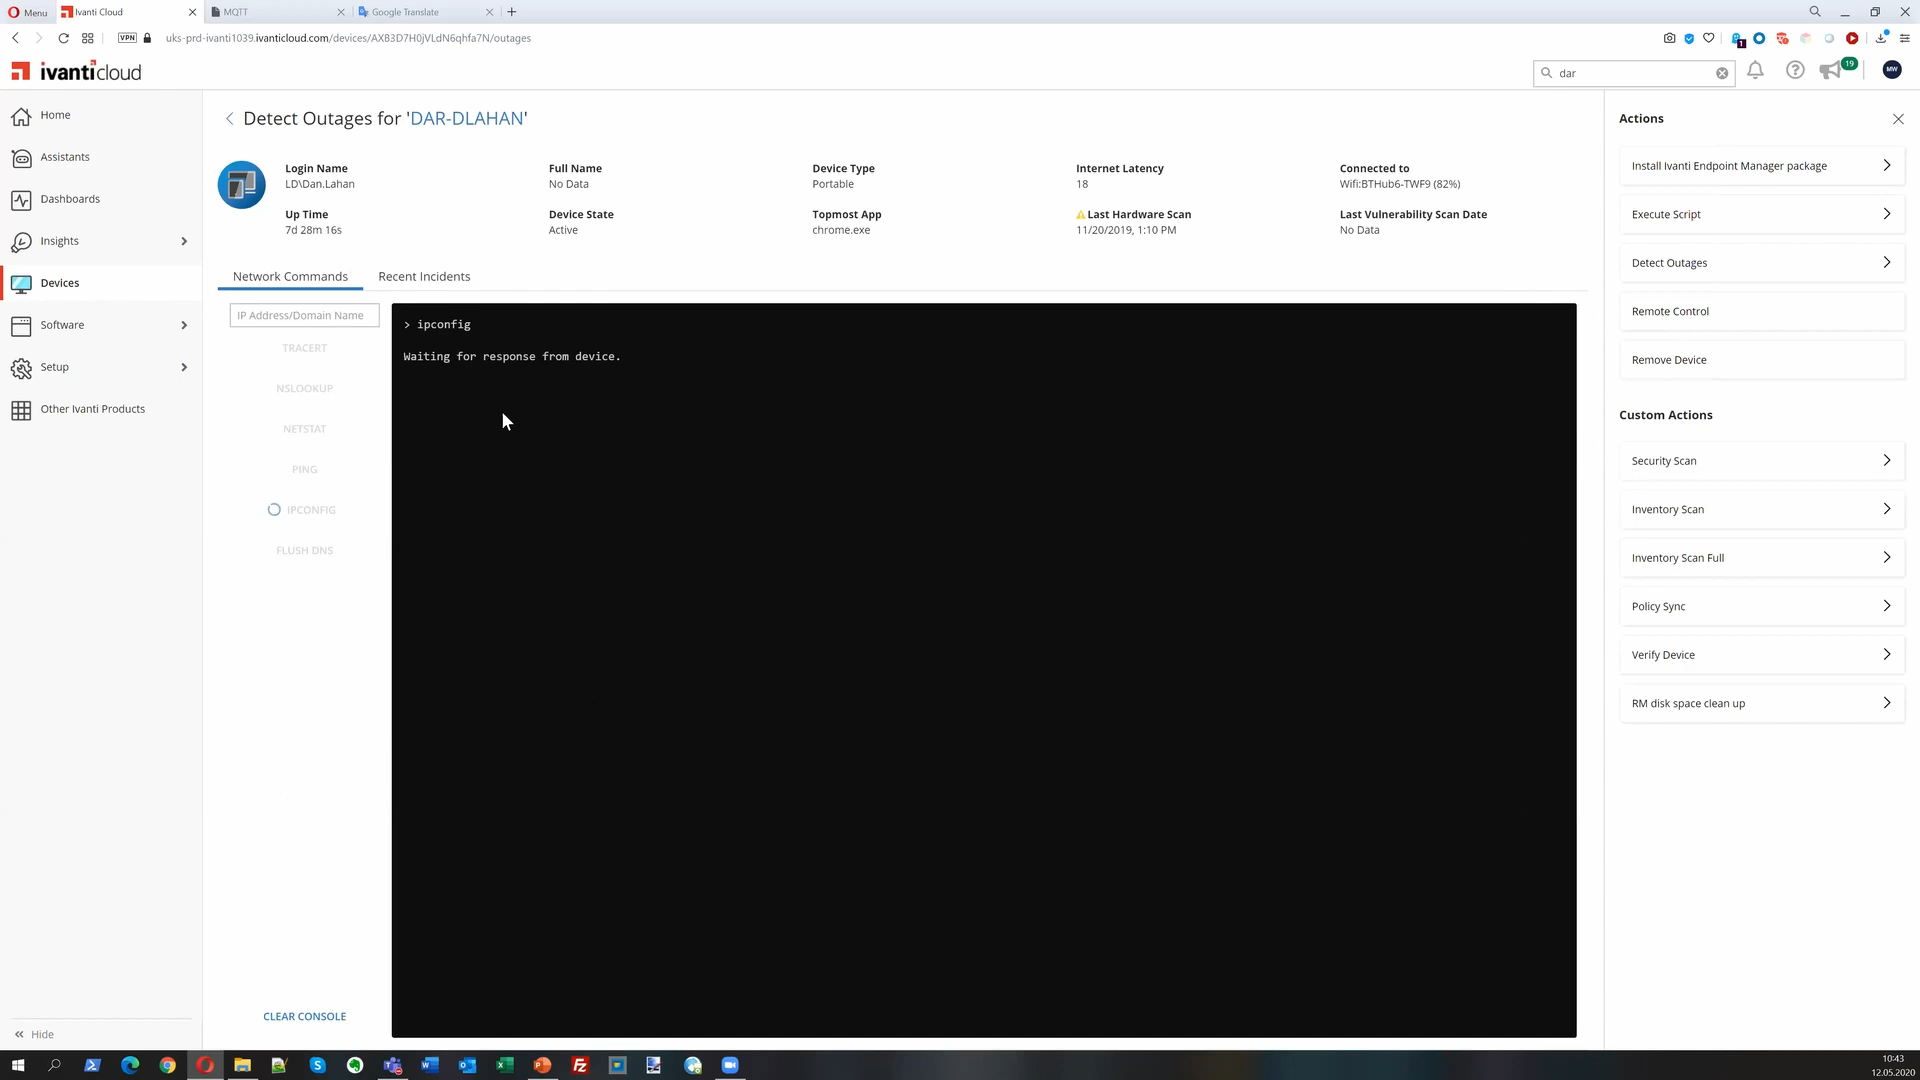 Menu
Ivanti Cloud
MQTT
Google Translate
VPN
uks-prd-ivanti1039.ivanticloud.com/devices/AXB3D7H0jVLdN6qhfa7N/outages
1
ivanticloud
dar
19
MW
Home
Assistants
Dashboards
Insights
Devices
Software
Setup
Other Ivanti Products
Hide
Detect Outages for 'DAR-DLAHAN'
Login Name
LD\Dan.Lahan
Full Name
No Data
Device Type
Portable
Internet Latency
18
Connected to
Wifi:BTHub6-TWF9 (82%)
Up Time
7d 28m 16s
Device State
Active
Topmost App
chrome.exe
Last Hardware Scan
11/20/2019, 1:10 PM
Last Vulnerability Scan Date
No Data
Network Commands
Recent Incidents
IP Address/Domain Name
TRACERT
NSLOOKUP
NETSTAT
PING
IPCONFIG
FLUSH DNS
CLEAR CONSOLE
> ipconfig
Waiting for response from device.
Actions
Install Ivanti Endpoint Manager package
Execute Script
Detect Outages
Remote Control
Remove Device
Custom Actions
Security Scan
Inventory Scan
Inventory Scan Full
Policy Sync
Verify Device
RM disk space clean up
10:43
12.05.2020